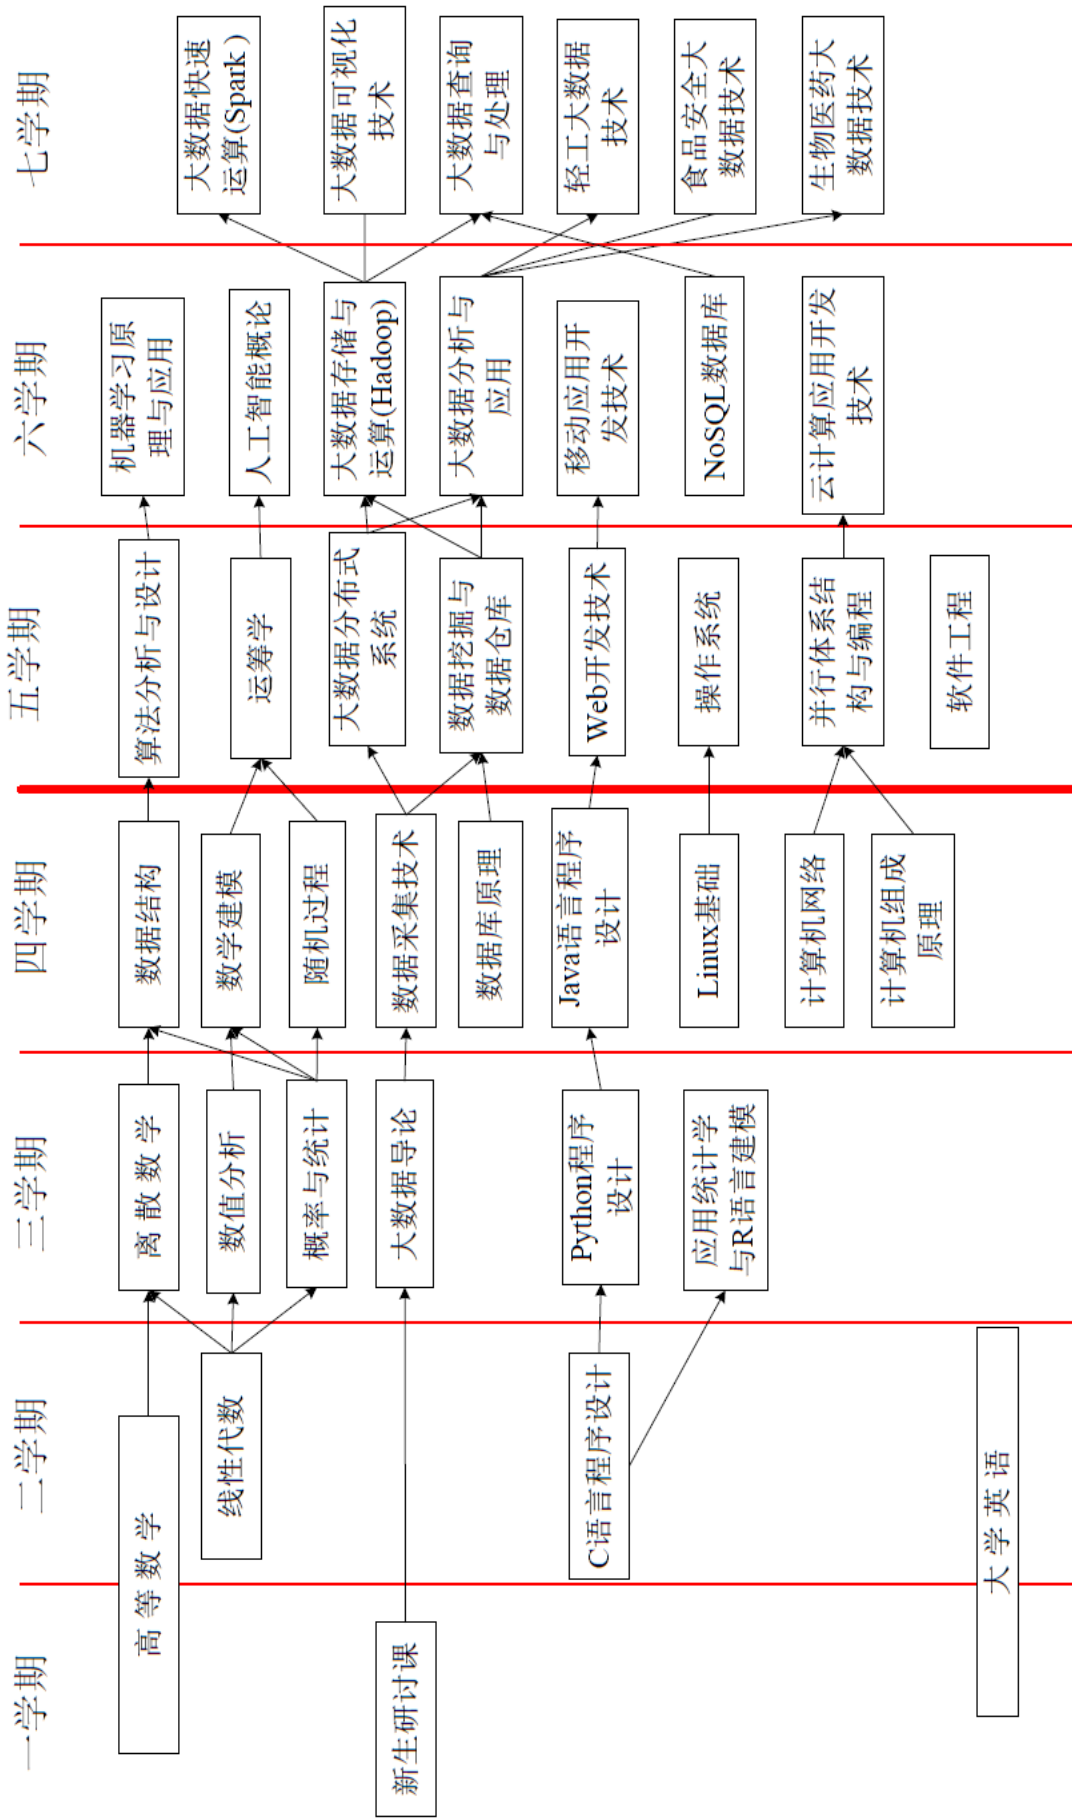 一学期
高等数学
新生研讨课
大学英语
二学期
线性代数
C语言程序设计
三学期
离散数学
数值分析
概率与统计
大数据导论
Python程序
设计
应用统计学
与R语言建模
四学期
数据结构
数学建模
随机过程
数据采集技术
数据库原理
Java语言程序
设计
Linux基础
计算机网络
计算机组成
原理
五学期
算法分析与设计
运筹学
大数据分布式
系统
数据挖掘与
数据仓库
Web开发技术
操作系统
并行体系结
构与编程
软件工程
六学期
机器学习原
理与应用
人工智能概论
大数据存储与
运算(Hadoop)
大数据分析与
应用
移动应用开
发技术
NoSQL数据库
云计算应用开发
技术
七学期
大数据快速
运算(Spark)
大数据可视化
技术
大数据查询
与处理
轻工大数据
技术
食品安全大
数据技术
生物医药大
数据技术